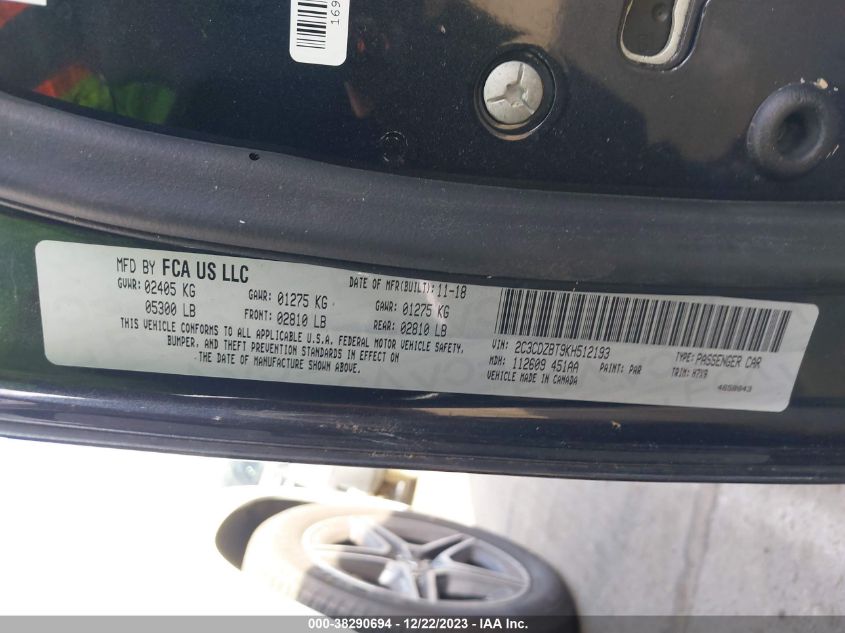 169
MFD BY FCA US LLC
DATE OF MFR(BUILT): 11-18
GVWR: 02405 KG GAWR: 01275 KG GAWR: 01275 KG
05300 LB FRONT: 02810 LB REAR: 02810 LB
THIS VEHICLE CONFORMS TO ALL APPLICABLE U.S.A. FEDERAL MOTOR VEHICLE SAFETY,
BUMPER, AND THEFT PREVENTION STANDARDS IN EFFECT ON
THE DATE OF MANUFACTURE SHOWN ABOVE.
VIN: 2C3CDZBT9KH512193 TYPE: PASSENGER CAR
MDH: 112609 451AA PAINT: PAR TRIM: H7X9
VEHICLE MADE IN CANADA 4658043
000-38290694 - 12/22/2023 - IAA Inc.